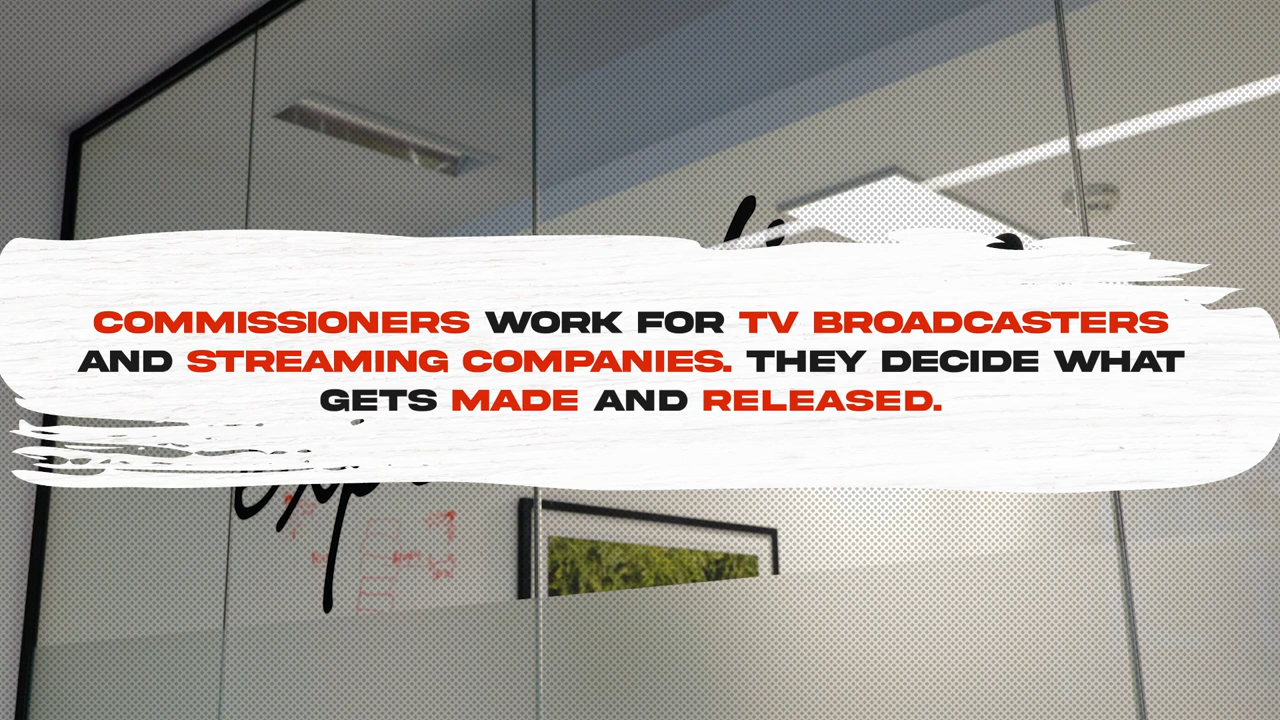 COMMISSIONERS WORK FOR TV BROADCASTERS
AND STREAMING COMPANIES. THEY DECIDE WHAT
GETS MADE AND RELEASED.